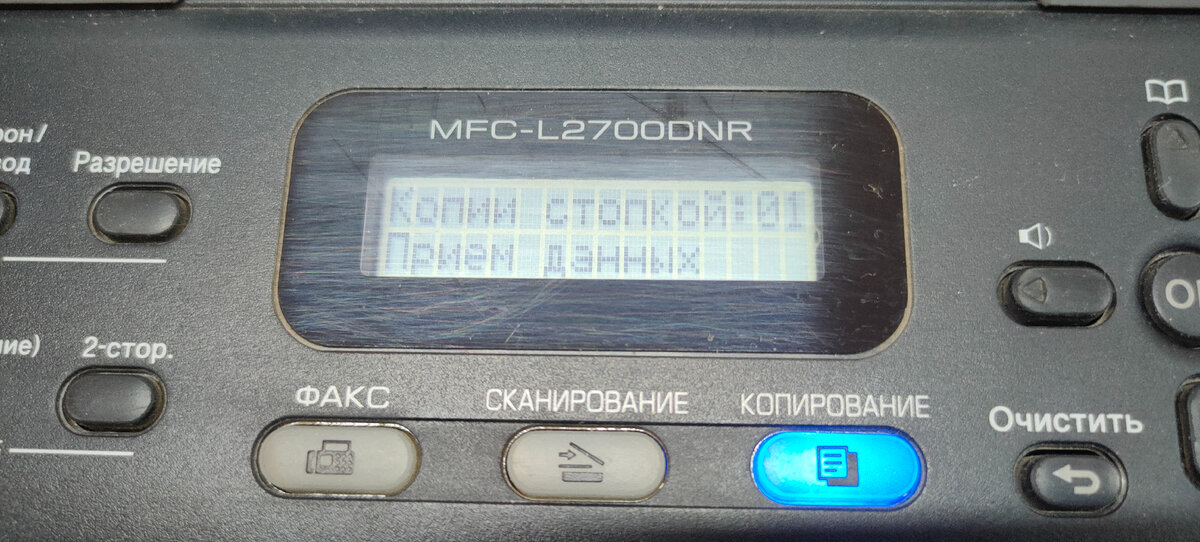 MFC-L2700DNR
Копии стопкой:01
Прием данных
Разрешение
2-стор.
ФАКС
СКАНИРОВАНИЕ
КОПИРОВАНИЕ
Очистить